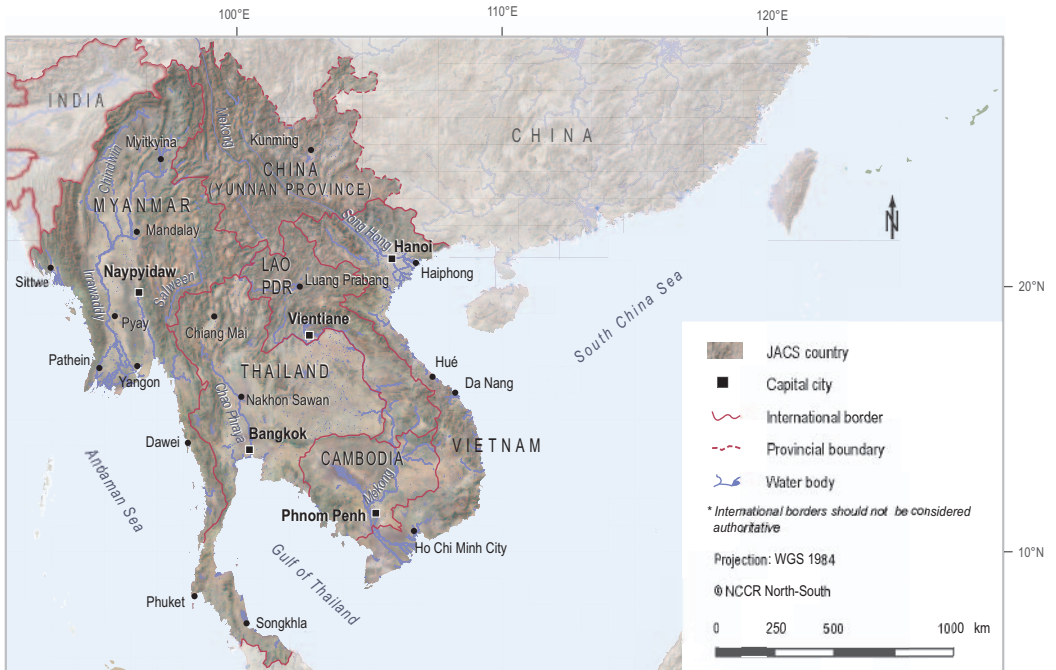 100°E
110°E
120°E
INDIA
CHINA
Mekong
Myitkyina
Kunming
Chindwin
CHINA
(YUNNAN PROVINCE)
MYANMAR
Mandalay
Song Hong
Hanoi
Haiphong
N
Naypyidaw
Sittwe
Salween
LAO
PDR
Luang Prabang
Irrawaddy
20°N
South China Sea
Pyay
Chiang Mai
Vientiane
Pathein
Yangon
THAILAND
Hué
Da Nang
Chao Phraya
Nakhon Sawan
Dawei
Bangkok
VIETNAM
CAMBODIA
Andaman Sea
Mekong
Phnom Penh
Ho Chi Minh City
Gulf of Thailand
10°N
Phuket
Songkhla
JACS country
Capital city
International border
Provincial boundary
Water body
* International borders should not be considered
authoritative
Projection: WGS 1984
© NCCR North-South
0 250 500 1000 km